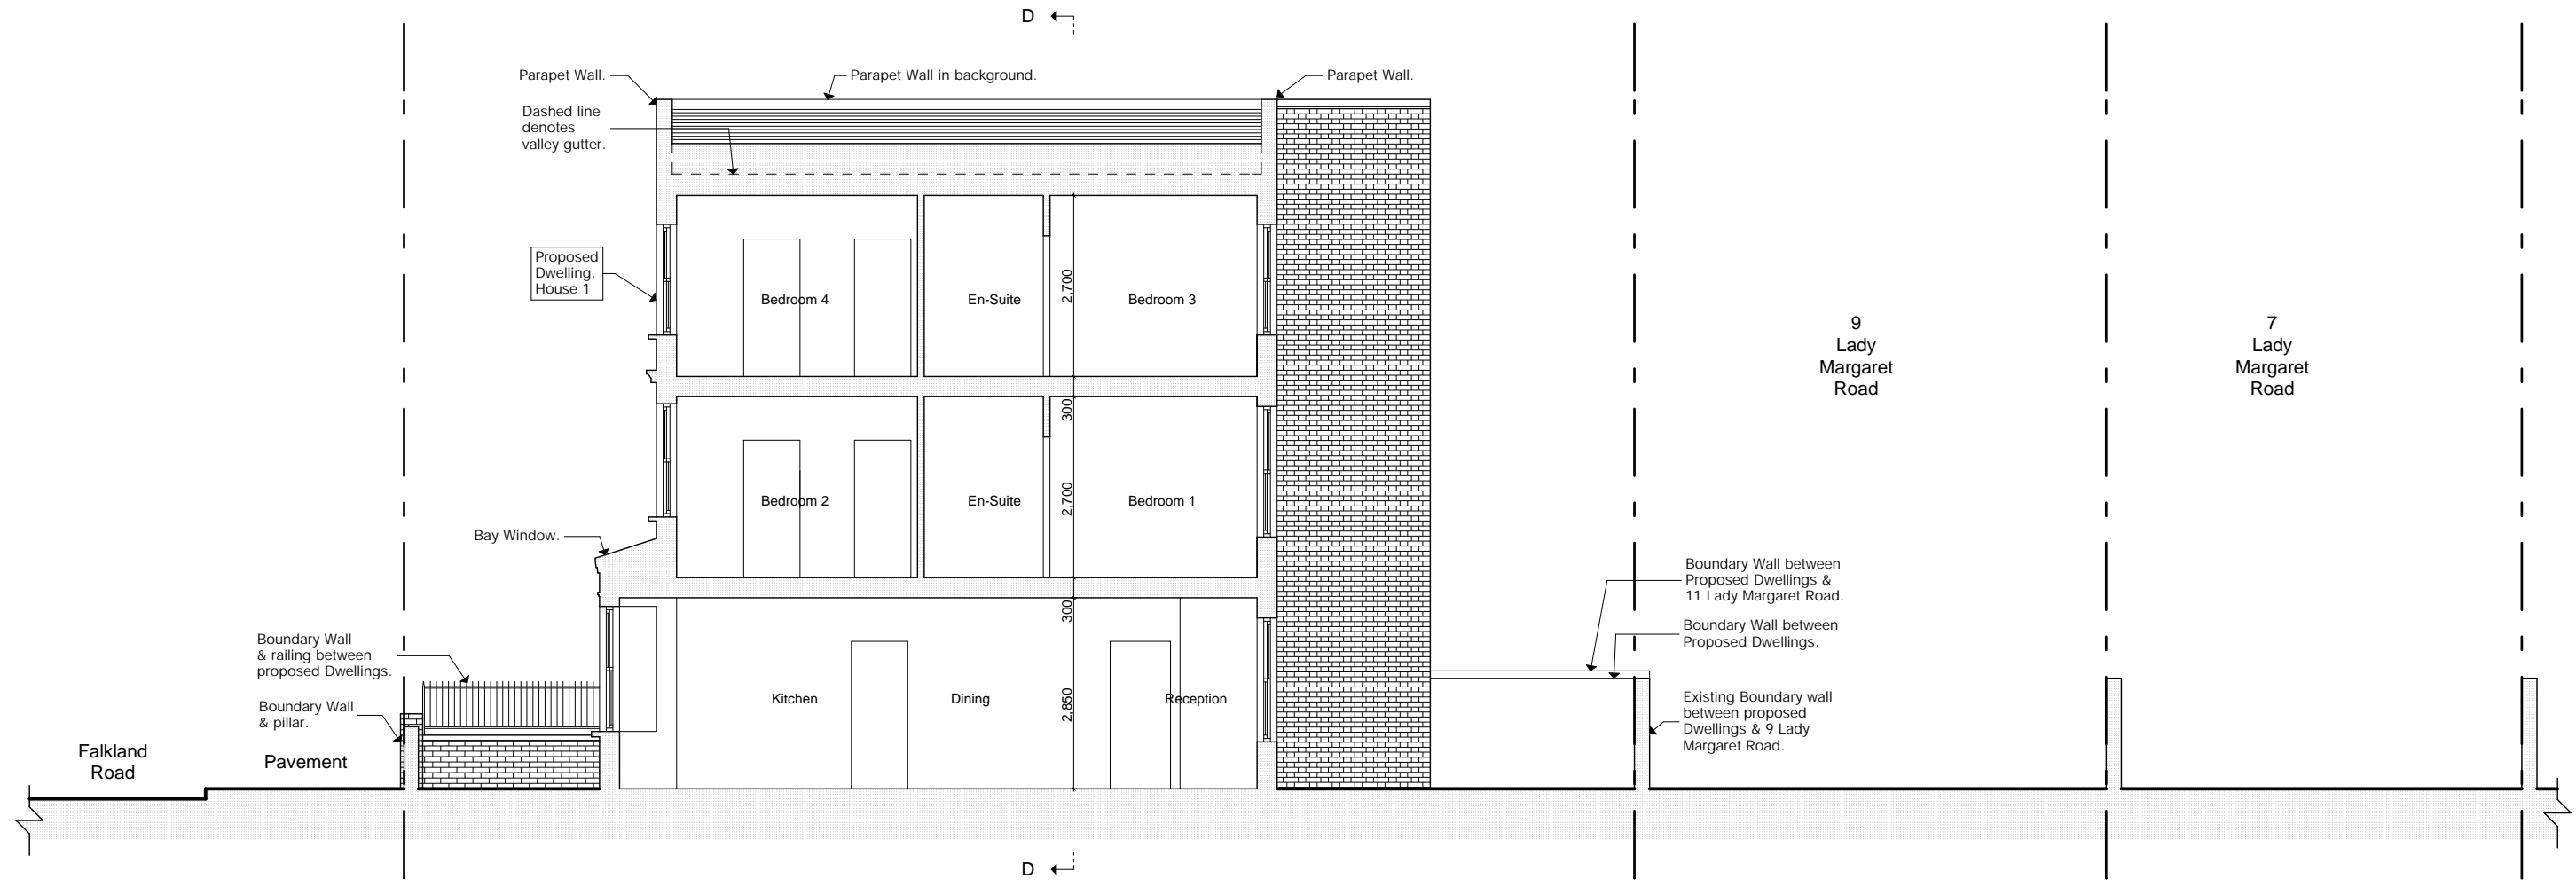 D
Parapet Wall.
Parapet Wall in background.
Parapet Wall.
Dashed line
denotes
valley gutter.
Proposed
Dwelling.
House 1
Bedroom 4
En-Suite
2,700
Bedroom 3
9
Lady
Margaret
Road
7
Lady
Margaret
Road
300
Bedroom 2
En-Suite
2,700
Bedroom 1
Bay Window.
Boundary Wall between
Proposed Dwellings &
11 Lady Margaret Road.
300
Boundary Wall between
Proposed Dwellings.
Boundary Wall
& railing between
proposed Dwellings.
Boundary Wall
& pillar.
Kitchen
Dining
2,850
Reception
Existing Boundary wall
between proposed
Dwellings & 9 Lady
Margaret Road.
Falkland
Road
Pavement
D